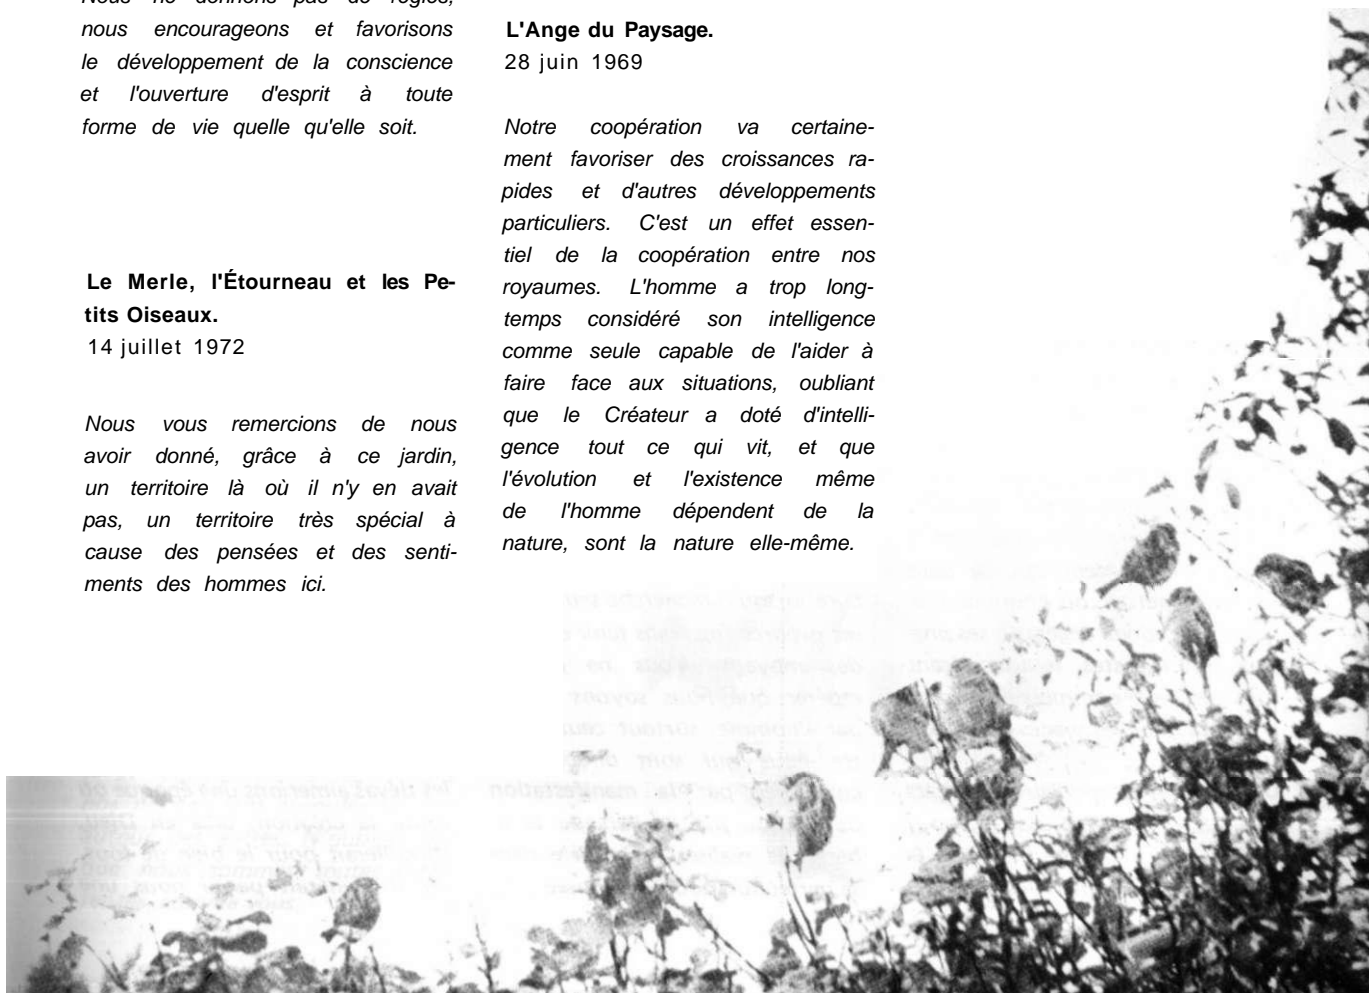 Nous ne donnons pas de règles,
nous encourageons et favorisons
le développement de la conscience
et l'ouverture d'esprit à toute
forme de vie quelle qu'elle soit.
Le Merle, l'Étourneau et les Pe-
tits Oiseaux.
14 juillet 1972
Nous vous remercions de nous
avoir donné, grâce à ce jardin,
un territoire là où il n'y en avait
pas, un territoire très spécial à
cause des pensées et des senti-
ments des hommes ici.
L'Ange du Paysage.
28 juin 1969
Notre coopération va certaine-
ment favoriser des croissances ra-
pides et d'autres développements
particuliers. C'est un effet essen-
tiel de la coopération entre nos
royaumes. L'homme a trop long-
temps considéré son intelligence
comme seule capable de l'aider à
faire face aux situations, oubliant
que le Créateur a doté d'intelli-
gence tout ce qui vit, et que
l'évolution et l'existence même
de l'homme dépendent de la
nature, sont la nature elle-même.